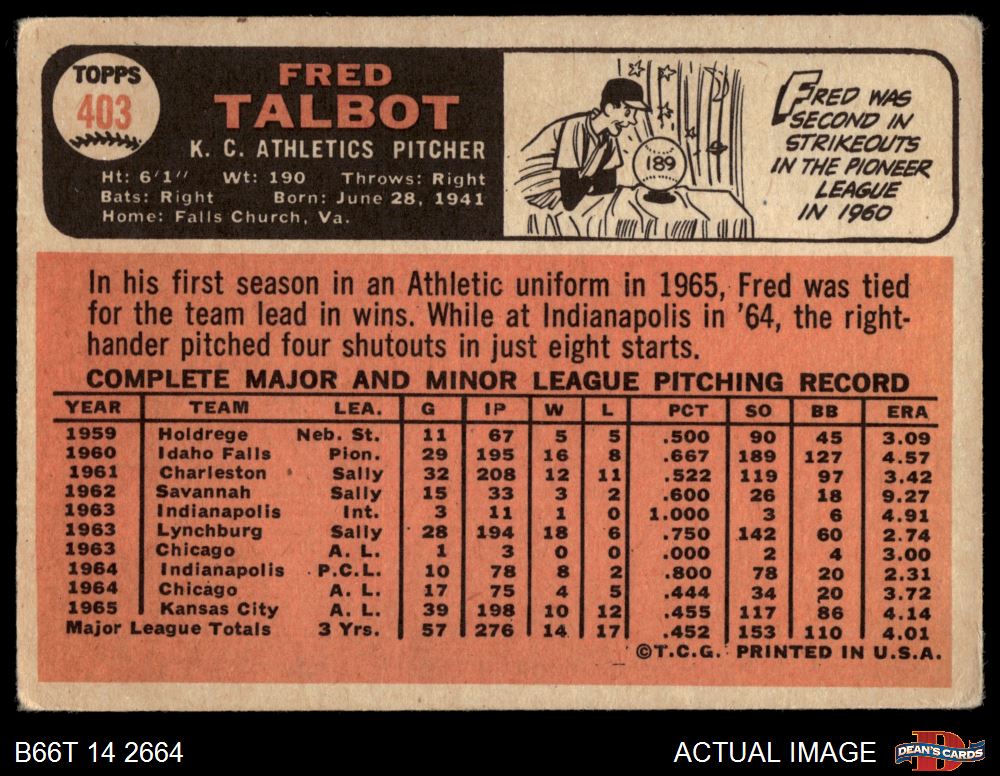 TOPPS
403
FRED
TALBOT
K. C. ATHLETICS PITCHER
Ht: 6'1" Wt: 190 Throws: Right
Bats: Right Born: June 28, 1941
Home: Falls Church, Va.
189
FRED WAS
SECOND IN
STRIKEOUTS
IN THE PIONEER
LEAGUE
IN 1960
In his first season in an Athletic uniform in 1965, Fred was tied
for the team lead in wins. While at Indianapolis in '64, the right-
hander pitched four shutouts in just eight starts.
COMPLETE MAJOR AND MINOR LEAGUE PITCHING RECORD
YEAR TEAM LEA. G IP W L PCT SO BB ERA
1959 Holdrege Neb. St. 11 67 5 5 .500 90 45 3.09
1960 Idaho Falls Pion. 29 195 16 8 .667 189 127 4.57
1961 Charleston Sally 32 208 12 11 .522 119 97 3.42
1962 Savannah Sally 15 33 3 2 .600 26 18 9.27
1963 Indianapolis Int. 3 11 1 0 1.000 3 6 4.91
1963 Lynchburg Sally 28 194 18 6 .750 142 60 2.74
1963 Chicago A. L. 1 3 0 0 .000 2 4 3.00
1964 Indianapolis P.C.L. 10 78 8 2 .800 78 20 2.31
1964 Chicago A. L. 17 75 4 5 .444 34 20 3.72
1965 Kansas City A. L. 39 198 10 12 .455 117 86 4.14
Major League Totals 3 Yrs. 57 276 14 17 .452 153 110 4.01
©T.C.G. PRINTED IN U.S.A.
B66T 14 2664
ACTUAL IMAGE
DEAN'S CARDS